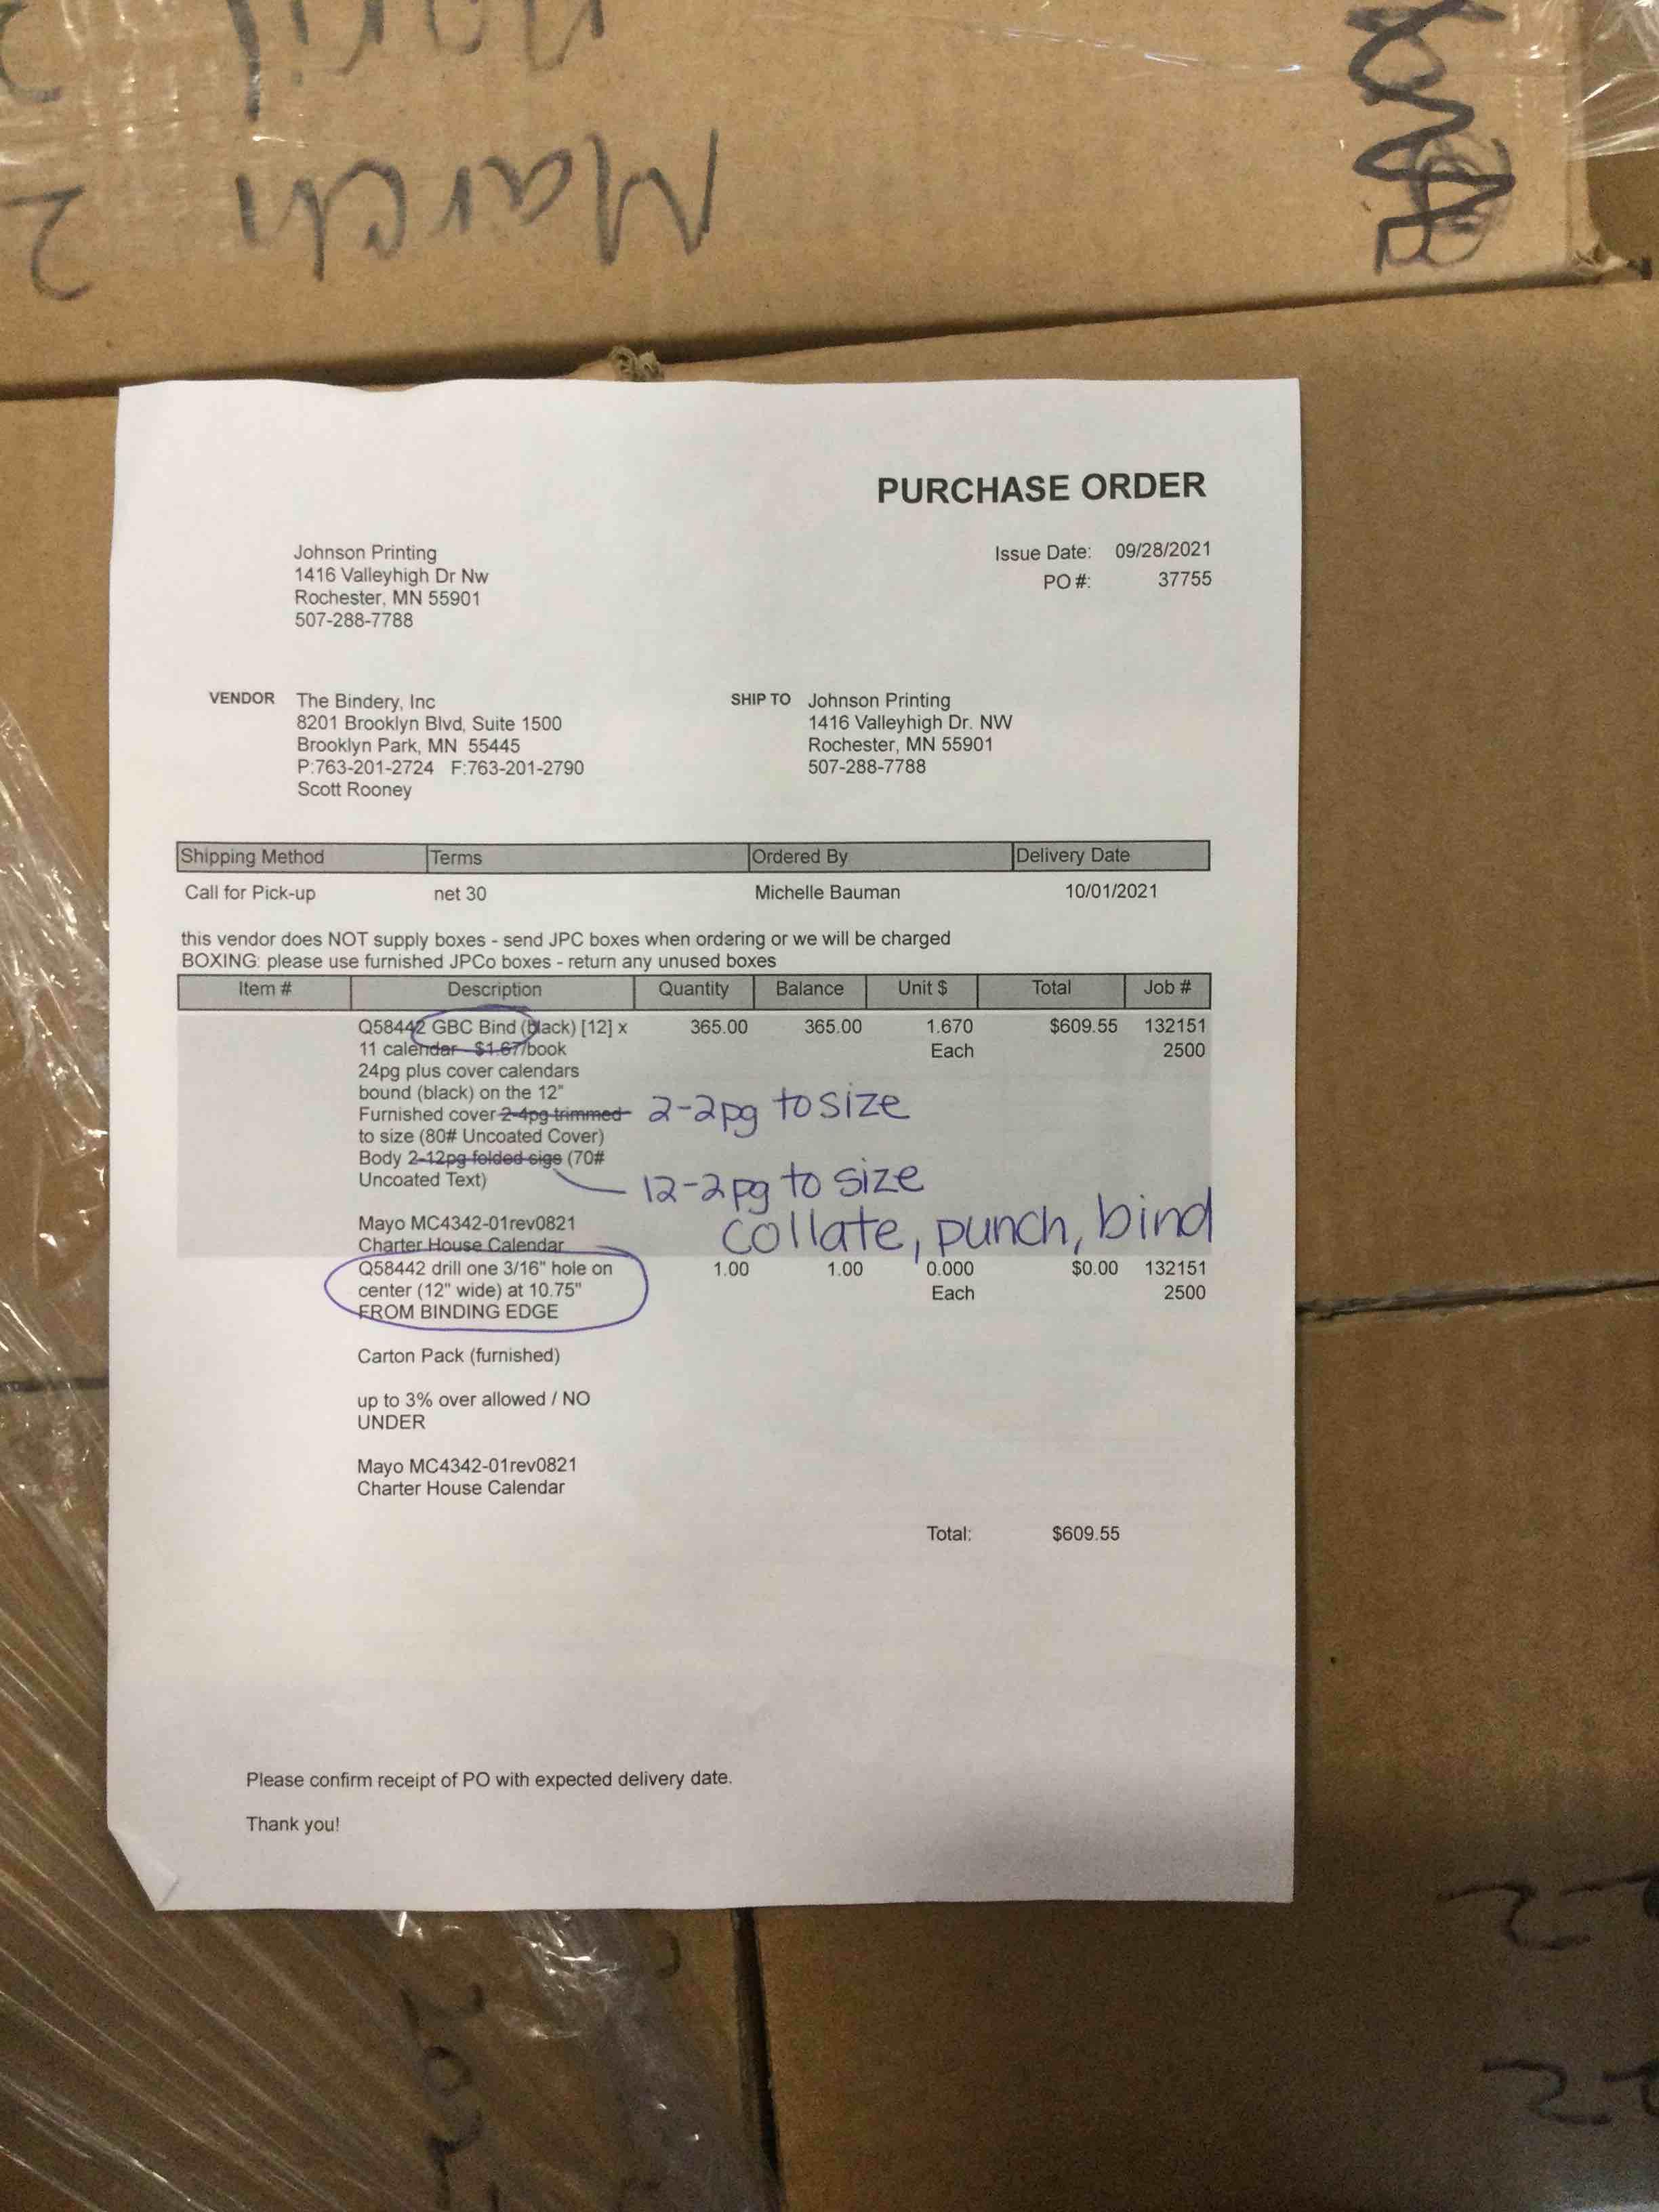 March 2
PURCHASE ORDER
Johnson Printing
1416 Valleyhigh Dr Nw
Rochester, MN 55901
507-288-7788
Issue Date: 09/28/2021
PO #: 37755
VENDOR The Bindery, Inc
8201 Brooklyn Blvd, Suite 1500
Brooklyn Park, MN 55445
P:763-201-2724 F:763-201-2790
Scott Rooney
SHIP TO Johnson Printing
1416 Valleyhigh Dr. NW
Rochester, MN 55901
507-288-7788
Shipping Method Terms Ordered By Delivery Date
Call for Pick-up net 30 Michelle Bauman 10/01/2021
this vendor does NOT supply boxes - send JPC boxes when ordering or we will be charged
BOXING: please use furnished JPCo boxes - return any unused boxes
Item # Description Quantity Balance Unit $ Total Job #
Q58442 GBC Bind (black) [12] x 365.00 365.00 1.670 $609.55 132151
11 calendar $1.67/book Each 2500
24pg plus cover calendars
bound (black) on the 12"
Furnished cover 2-4pg trimmed 2-2pg to size
to size (80# Uncoated Cover)
Body 2-12pg folded sigs (70#
Uncoated Text) 12-2pg to size
Mayo MC4342-01rev0821 collate, punch, bind
Charter House Calendar
Q58442 drill one 3/16" hole on 1.00 1.00 0.000 $0.00 132151
center (12" wide) at 10.75" Each 2500
FROM BINDING EDGE
Carton Pack (furnished)
up to 3% over allowed / NO
UNDER
Mayo MC4342-01rev0821
Charter House Calendar
Total: $609.55
Please confirm receipt of PO with expected delivery date.
Thank you!